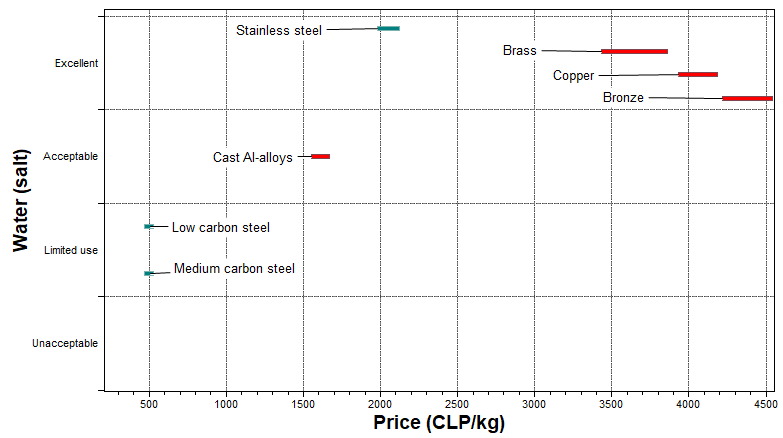 Stainless steel
Brass
Excellent
Copper
Bronze
Acceptable
Cast Al-alloys
Water (salt)
Low carbon steel
Limited use
Medium carbon steel
Unacceptable
500 1000 1500 2000 2500 3000 3500 4000 4500
Price (CLP/kg)